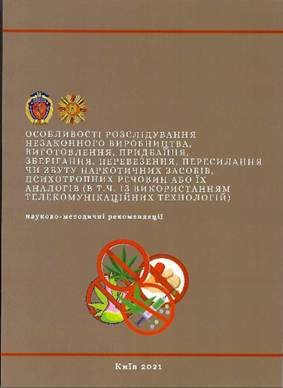 ОСОБЛИВОСТІ РОЗСЛІДУВАННЯ
НЕЗАКОННОГО ВИРОБНИЦТВА,
ВИГОТОВЛЕННЯ, ПРИДБАННЯ,
ЗБЕРІГАННЯ, ПЕРЕВЕЗЕННЯ, ПЕРЕСИЛАННЯ
ЧИ ЗБУТУ НАРКОТИЧНИХ ЗАСОБІВ,
ПСИХОТРОПНИХ РЕЧОВИН АБО ЇХ
АНАЛОГІВ (В Т.Ч. ІЗ ВИКОРИСТАННЯМ
ТЕЛЕКОМУНІКАЦІЙНИХ ТЕХНОЛОГІЙ)
науково-методичні рекомендації
Київ 2021